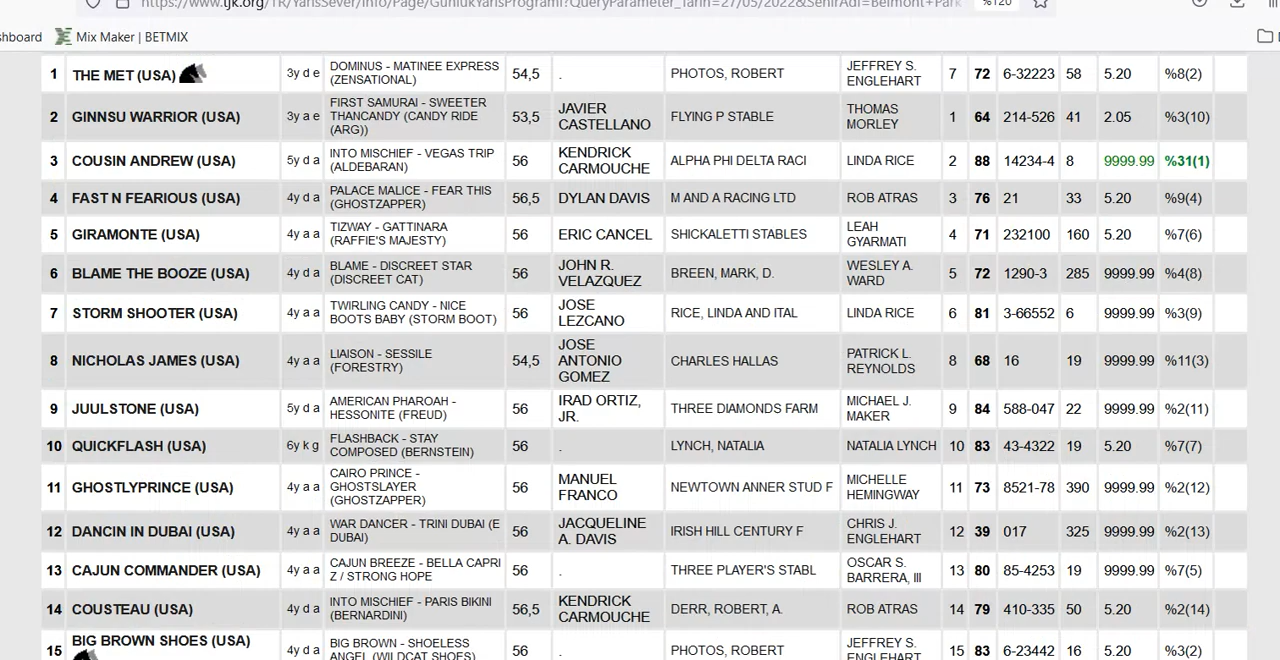 https://www.tjk.org/TR/YarisSever/Info/Page/GunlukYarisProgrami?QueryParameter_Tarih=27/05/2022&SehirAdi=Belmont+Park %120
shboard Mix Maker | BETMIX
1 THE MET (USA) 3y d e DOMINUS - MATINEE EXPRESS (ZENSATIONAL) 54,5 . PHOTOS, ROBERT JEFFREY S. ENGLEHART 7 72 6-32223 58 5.20 %8(2)
2 GINNSU WARRIOR (USA) 3y a e FIRST SAMURAI - SWEETER THANCANDY (CANDY RIDE (ARG)) 53,5 JAVIER CASTELLANO FLYING P STABLE THOMAS MORLEY 1 64 214-526 41 2.05 %3(10)
3 COUSIN ANDREW (USA) 5y d a INTO MISCHIEF - VEGAS TRIP (ALDEBARAN) 56 KENDRICK CARMOUCHE ALPHA PHI DELTA RACI LINDA RICE 2 88 14234-4 8 9999.99 %31(1)
4 FAST N FEARIOUS (USA) 4y d a PALACE MALICE - FEAR THIS (GHOSTZAPPER) 56,5 DYLAN DAVIS M AND A RACING LTD ROB ATRAS 3 76 21 33 5.20 %9(4)
5 GIRAMONTE (USA) 4y a a TIZWAY - GATTINARA (RAFFIE'S MAJESTY) 56 ERIC CANCEL SHICKALETTI STABLES LEAH GYARMATI 4 71 232100 160 5.20 %7(6)
6 BLAME THE BOOZE (USA) 4y d a BLAME - DISCREET STAR (DISCREET CAT) 56 JOHN R. VELAZQUEZ BREEN, MARK, D. WESLEY A. WARD 5 72 1290-3 285 9999.99 %4(8)
7 STORM SHOOTER (USA) 4y a a TWIRLING CANDY - NICE BOOTS BABY (STORM BOOT) 56 JOSE LEZCANO RICE, LINDA AND ITAL LINDA RICE 6 81 3-66552 6 9999.99 %3(9)
8 NICHOLAS JAMES (USA) 4y a a LIAISON - SESSILE (FORESTRY) 54,5 JOSE ANTONIO GOMEZ CHARLES HALLAS PATRICK L. REYNOLDS 8 68 16 19 9999.99 %11(3)
9 JUULSTONE (USA) 5y d a AMERICAN PHAROAH - HESSONITE (FREUD) 56 IRAD ORTIZ, JR. THREE DIAMONDS FARM MICHAEL J. MAKER 9 84 588-047 22 9999.99 %2(11)
10 QUICKFLASH (USA) 6y k g FLASHBACK - STAY COMPOSED (BERNSTEIN) 56 . LYNCH, NATALIA NATALIA LYNCH 10 83 43-4322 19 5.20 %7(7)
11 GHOSTLYPRINCE (USA) 4y a a CAIRO PRINCE - GHOSTSLAYER (GHOSTZAPPER) 56 MANUEL FRANCO NEWTOWN ANNER STUD F MICHELLE HEMINGWAY 11 73 8521-78 390 9999.99 %2(12)
12 DANCIN IN DUBAI (USA) 4y a a WAR DANCER - TRINI DUBAI (E DUBAI) 56 JACQUELINE A. DAVIS IRISH HILL CENTURY F CHRIS J. ENGLEHART 12 39 017 325 9999.99 %2(13)
13 CAJUN COMMANDER (USA) 4y a a CAJUN BREEZE - BELLA CAPRI Z / STRONG HOPE 56 . THREE PLAYER'S STABL OSCAR S. BARRERA, III 13 80 85-4253 19 9999.99 %7(5)
14 COUSTEAU (USA) 4y d a INTO MISCHIEF - PARIS BIKINI (BERNARDINI) 56,5 KENDRICK CARMOUCHE DERR, ROBERT, A. ROB ATRAS 14 79 410-335 50 5.20 %2(14)
15 BIG BROWN SHOES (USA) 4y d a BIG BROWN - SHOELESS ANGEL (WILDCAT SHOES) 56 . PHOTOS, ROBERT JEFFREY S. ENGLEHART 15 83 6-23442 16 5.20 %3(2)